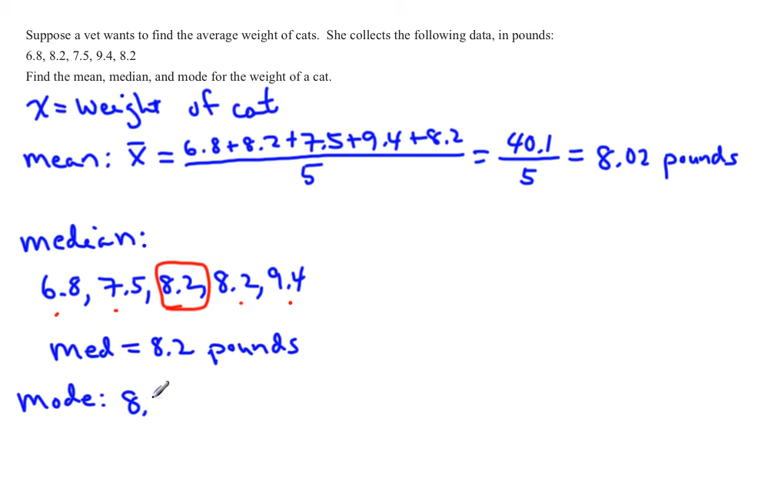 Suppose a vet wants to find the average weight of cats. She collects the following data, in pounds:
6.8, 8.2, 7.5, 9.4, 8.2
Find the mean, median, and mode for the weight of a cat.
x = weight of cat
mean: x̄ = (6.8+8.2+7.5+9.4+8.2)/5 = 40.1/5 = 8.02 pounds
median:
6.8, 7.5, 8.2, 8.2, 9.4
med = 8.2 pounds
mode: 8.